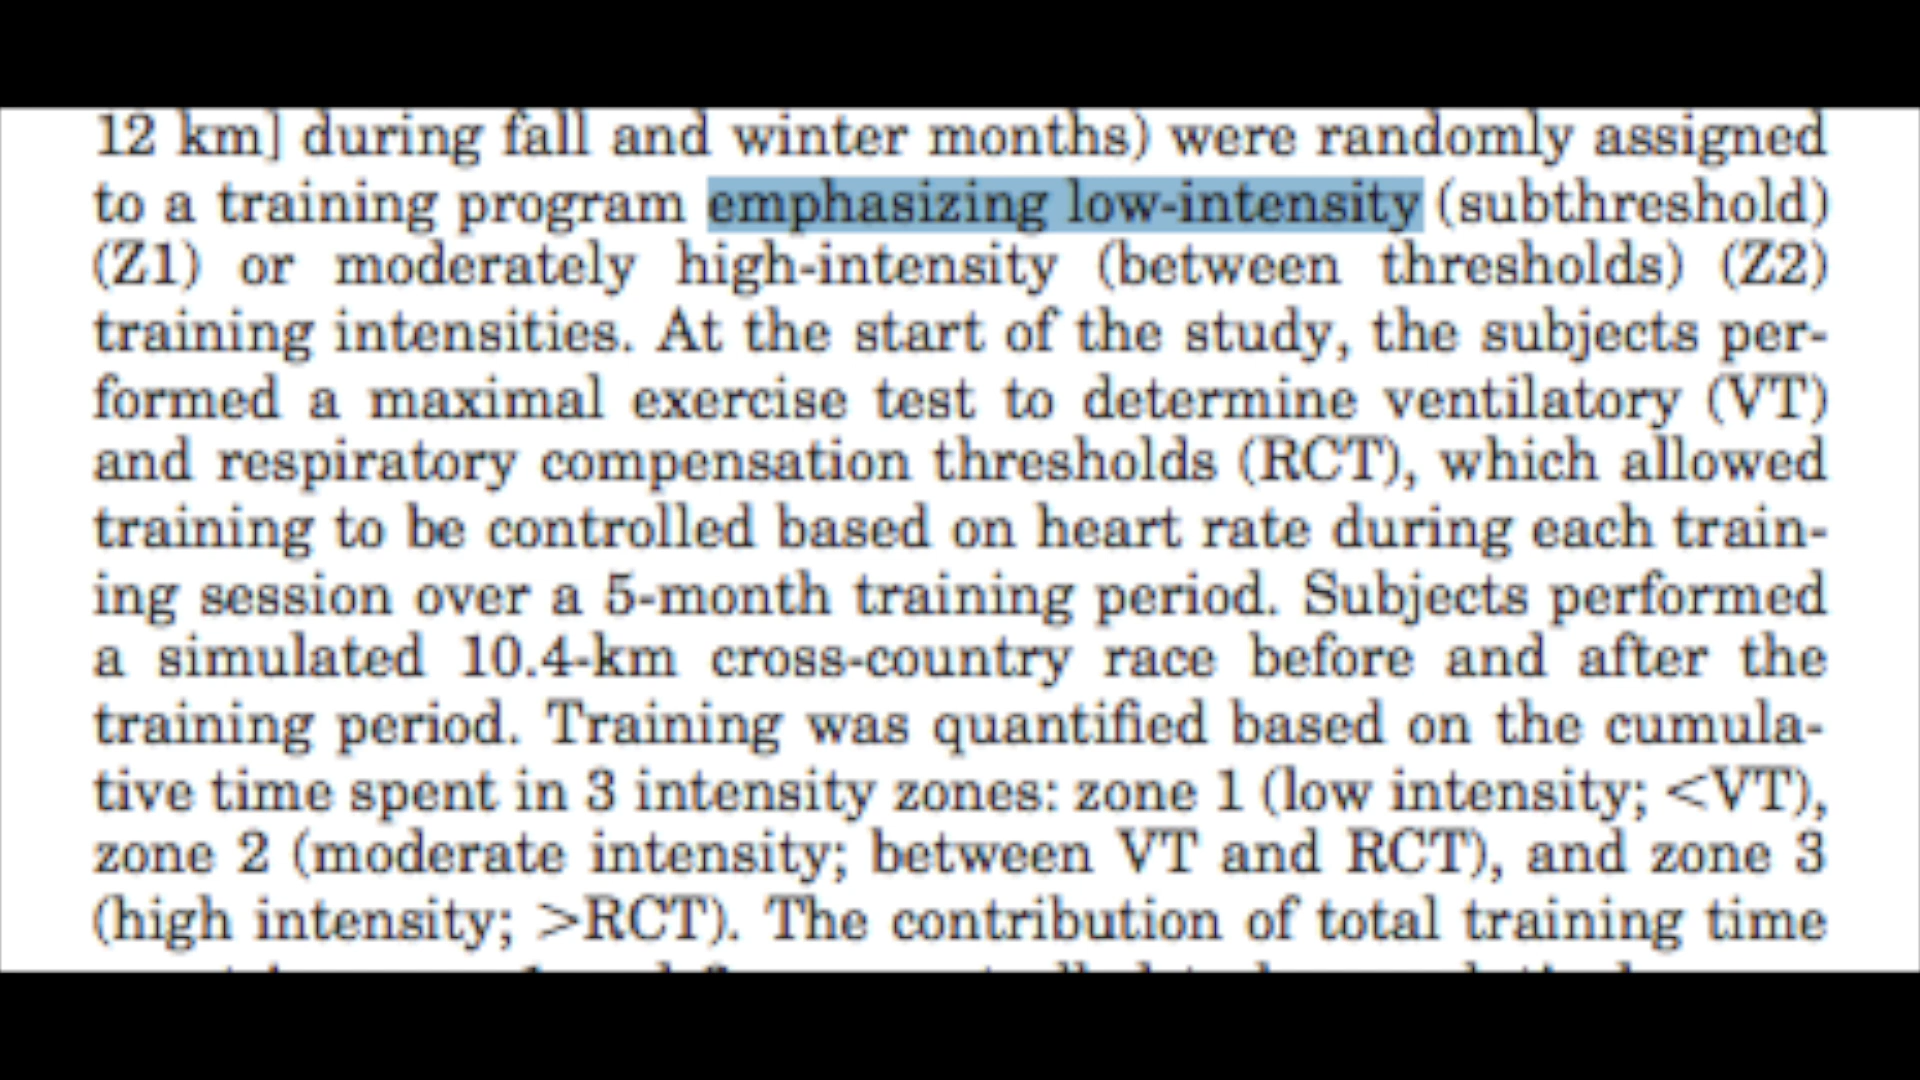 12 km] during fall and winter months) were randomly assigned
to a training program emphasizing low-intensity (subthreshold)
(Z1) or moderately high-intensity (between thresholds) (Z2)
training intensities. At the start of the study, the subjects per-
formed a maximal exercise test to determine ventilatory (VT)
and respiratory compensation thresholds (RCT), which allowed
training to be controlled based on heart rate during each train-
ing session over a 5-month training period. Subjects performed
a simulated 10.4-km cross-country race before and after the
training period. Training was quantified based on the cumula-
tive time spent in 3 intensity zones: zone 1 (low intensity; <VT),
zone 2 (moderate intensity; between VT and RCT), and zone 3
(high intensity; >RCT). The contribution of total training time